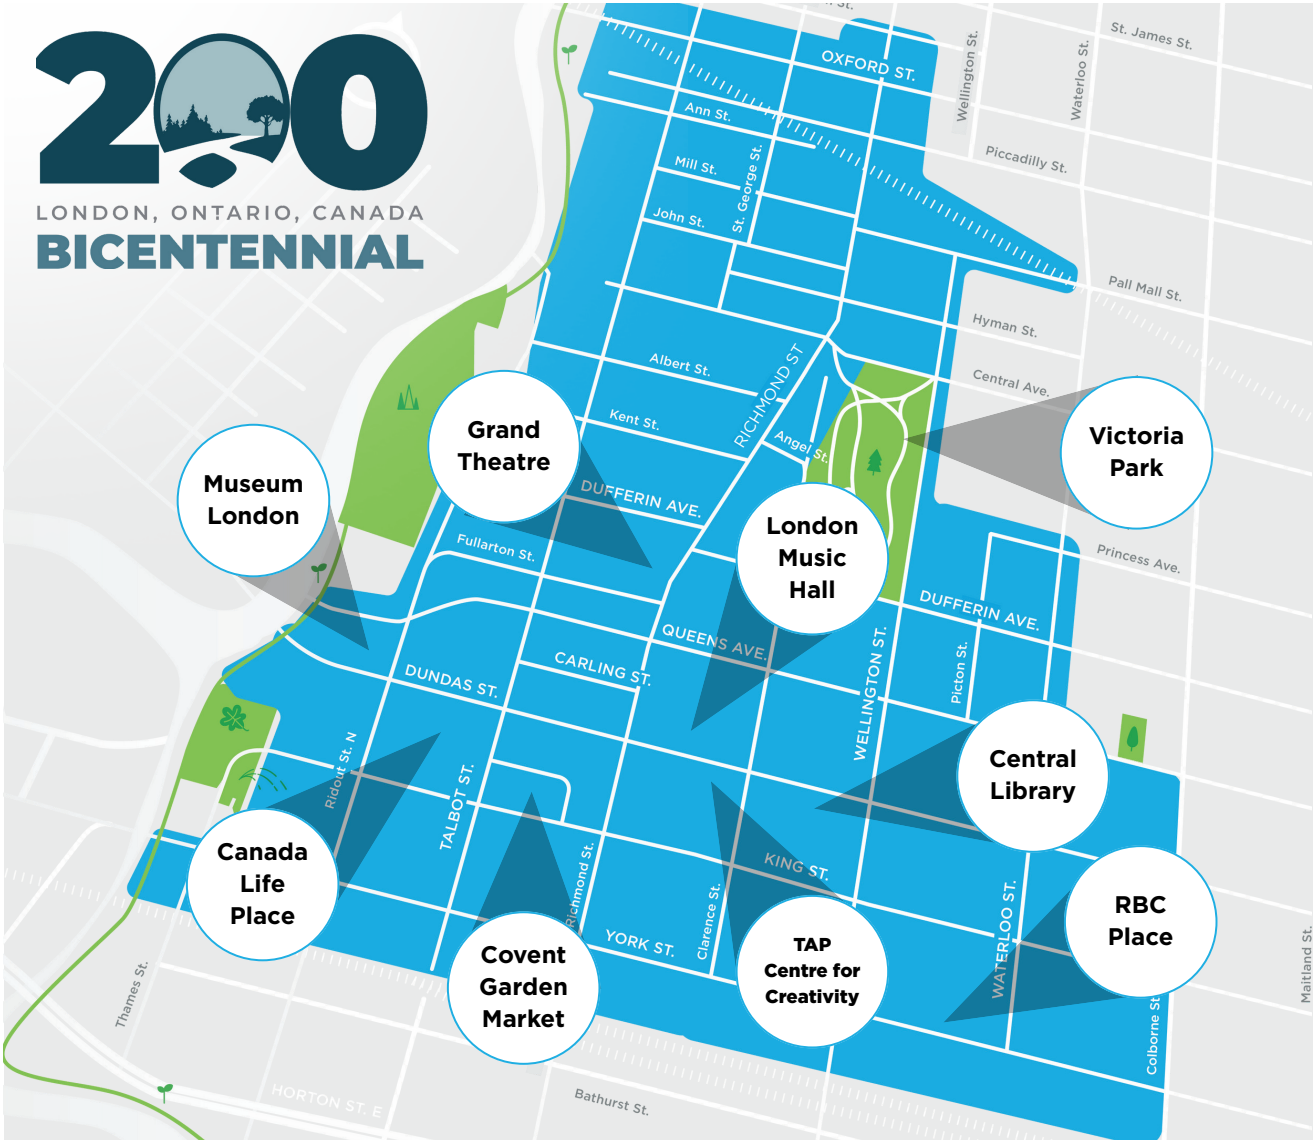 200
LONDON, ONTARIO, CANADA
BICENTENNIAL
St. James St.
OXFORD ST.
Wellington St.
Waterloo St.
Ann St.
Piccadilly St.
Mill St.
St. George St.
John St.
Pall Mall St.
Hyman St.
Albert St.
RICHMOND ST
Central Ave.
Kent St.
Angel St.
Grand
Theatre
Victoria
Park
Museum
London
DUFFERIN AVE.
London
Music
Hall
Fullarton St.
Princess Ave.
DUFFERIN AVE.
QUEENS AVE.
CARLING ST.
DUNDAS ST.
WELLINGTON ST.
Picton St.
Ridout St. N
TALBOT ST.
Central
Library
Canada
Life
Place
KING ST.
Richmond St.
Clarence St.
WATERLOO ST.
RBC
Place
YORK ST.
Covent
Garden
Market
TAP
Centre for
Creativity
Thames St.
Maitland St.
Colborne St.
HORTON ST. E
Bathurst St.